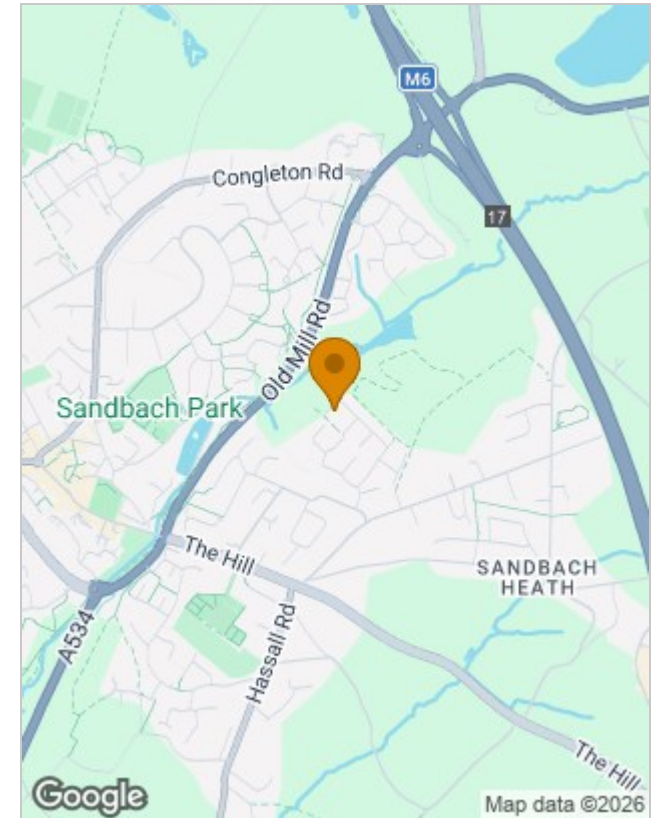 M6
Congleton Rd
17
Old Mill Rd
Sandbach Park
The Hill
SANDBACH
HEATH
A534
Hassall Rd
The Hill
Google
Map data ©2026